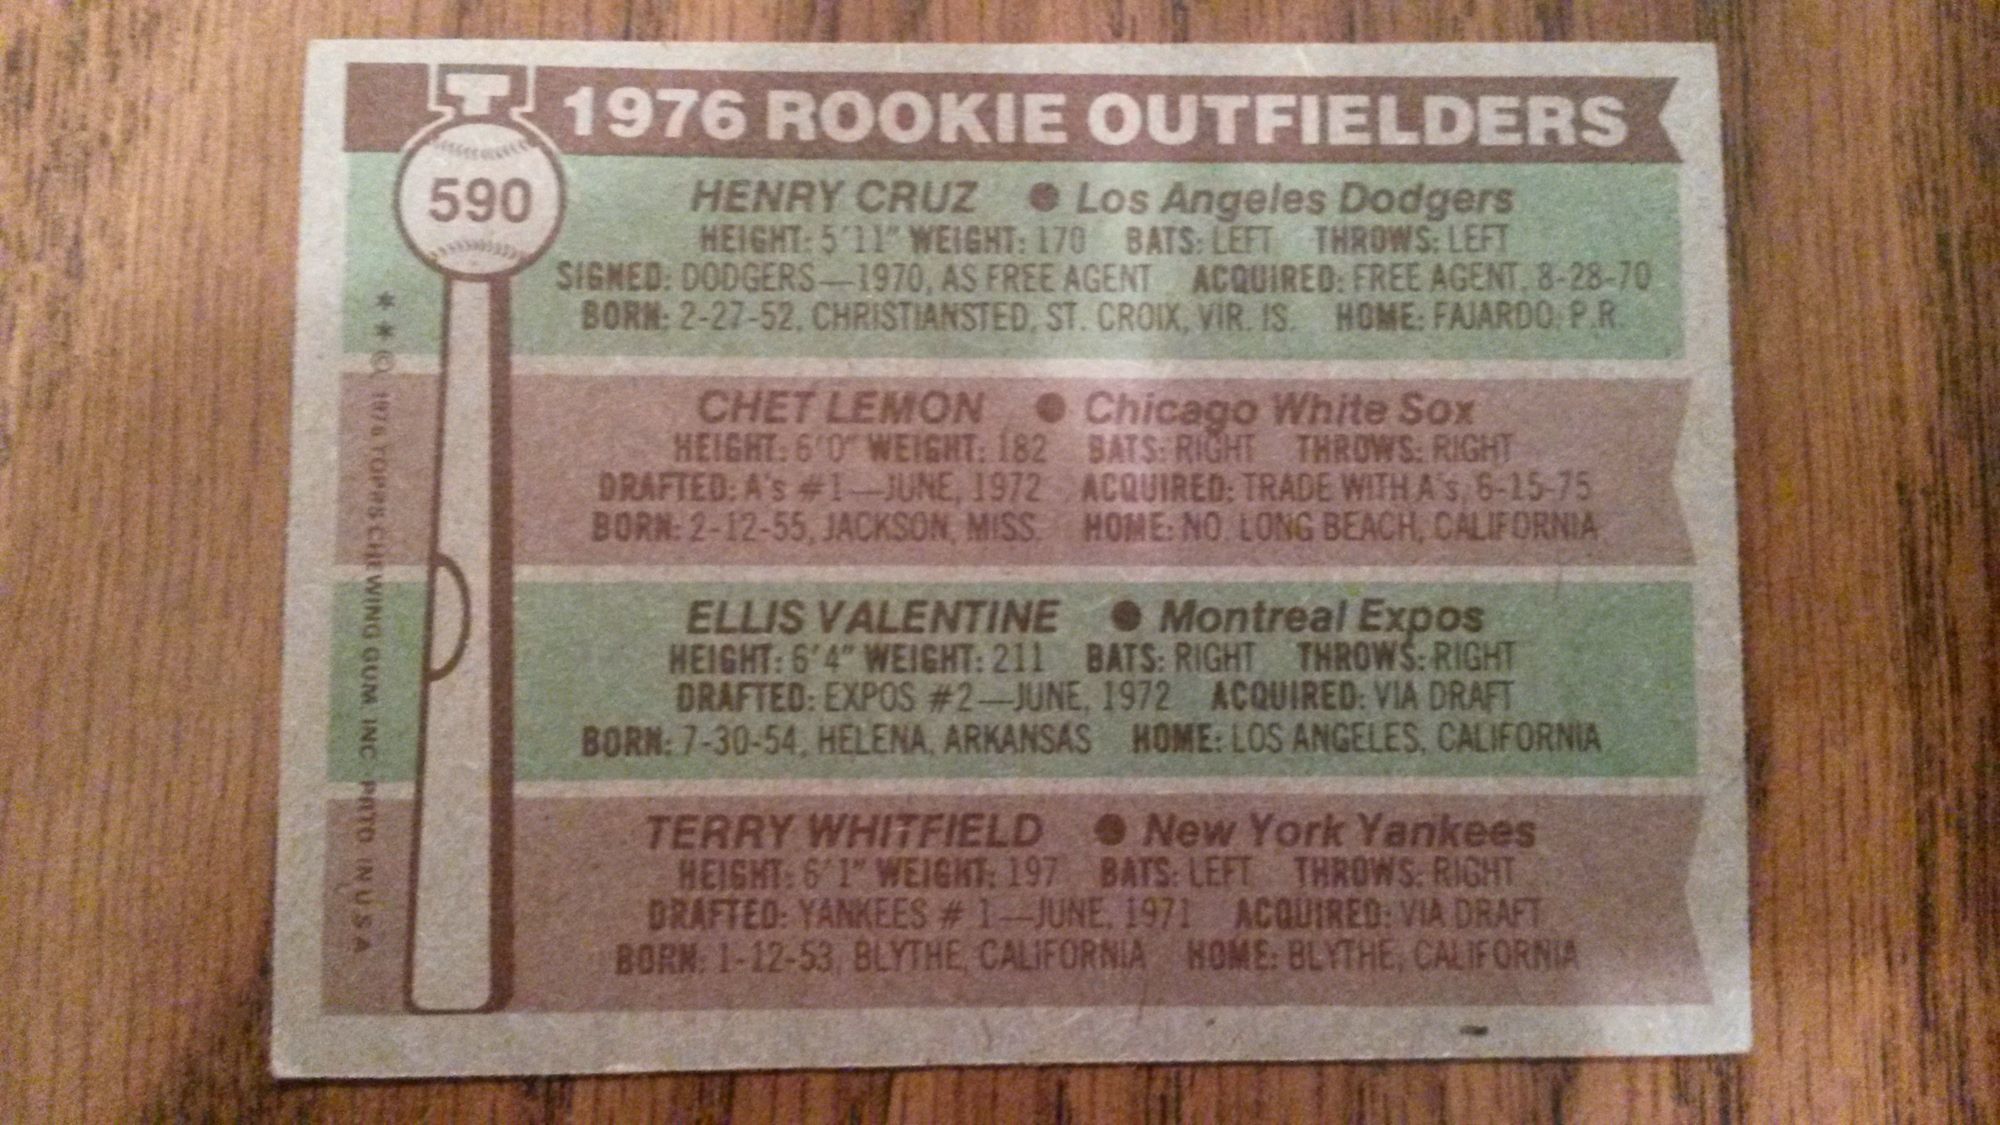 T
1976 ROOKIE OUTFIELDERS
590
HENRY CRUZ ● Los Angeles Dodgers
HEIGHT: 5'11" WEIGHT: 170 BATS: LEFT THROWS: LEFT
SIGNED: DODGERS—1970, AS FREE AGENT ACQUIRED: FREE AGENT, 8-28-70
BORN: 2-27-52, CHRISTIANSTED, ST. CROIX, VIR. IS. HOME: FAJARDO, P.R.
CHET LEMON ● Chicago White Sox
HEIGHT: 6'0" WEIGHT: 182 BATS: RIGHT THROWS: RIGHT
DRAFTED: A's #1—JUNE, 1972 ACQUIRED: TRADE WITH A's, 6-15-75
BORN: 2-12-55, JACKSON, MISS. HOME: NO. LONG BEACH, CALIFORNIA
ELLIS VALENTINE ● Montreal Expos
HEIGHT: 6'4" WEIGHT: 211 BATS: RIGHT THROWS: RIGHT
DRAFTED: EXPOS #2—JUNE, 1972 ACQUIRED: VIA DRAFT
BORN: 7-30-54, HELENA, ARKANSAS HOME: LOS ANGELES, CALIFORNIA
TERRY WHITFIELD ● New York Yankees
HEIGHT: 6'1" WEIGHT: 197 BATS: LEFT THROWS: RIGHT
DRAFTED: YANKEES # 1—JUNE, 1971 ACQUIRED: VIA DRAFT
BORN: 1-12-53, BLYTHE, CALIFORNIA HOME: BLYTHE, CALIFORNIA
* * © 1976 TOPPS CHEWING GUM, INC. PRTD. IN U.S.A.